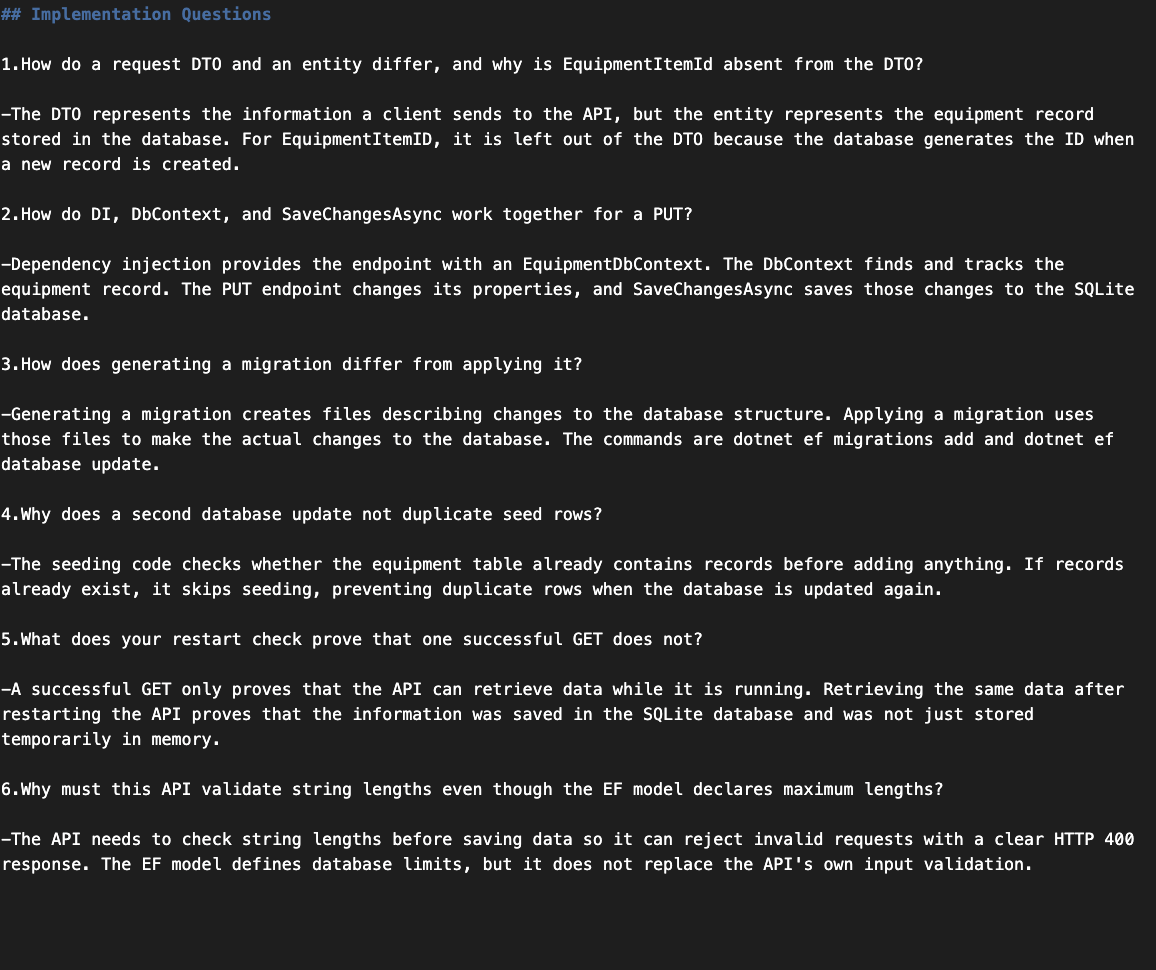 ## Implementation Questions
1.How do a request DTO and an entity differ, and why is EquipmentItemId absent from the DTO?
–The DTO represents the information a client sends to the API, but the entity represents the equipment record
stored in the database. For EquipmentItemID, it is left out of the DTO because the database generates the ID when
a new record is created.
2.How do DI, DbContext, and SaveChangesAsync work together for a PUT?
–Dependency injection provides the endpoint with an EquipmentDbContext. The DbContext finds and tracks the
equipment record. The PUT endpoint changes its properties, and SaveChangesAsync saves those changes to the SQLite
database.
3.How does generating a migration differ from applying it?
–Generating a migration creates files describing changes to the database structure. Applying a migration uses
those files to make the actual changes to the database. The commands are dotnet ef migrations add and dotnet ef
database update.
4.Why does a second database update not duplicate seed rows?
–The seeding code checks whether the equipment table already contains records before adding anything. If records
already exist, it skips seeding, preventing duplicate rows when the database is updated again.
5.What does your restart check prove that one successful GET does not?
–A successful GET only proves that the API can retrieve data while it is running. Retrieving the same data after
restarting the API proves that the information was saved in the SQLite database and was not just stored
temporarily in memory.
6.Why must this API validate string lengths even though the EF model declares maximum lengths?
–The API needs to check string lengths before saving data so it can reject invalid requests with a clear HTTP 400
response. The EF model defines database limits, but it does not replace the API's own input validation.